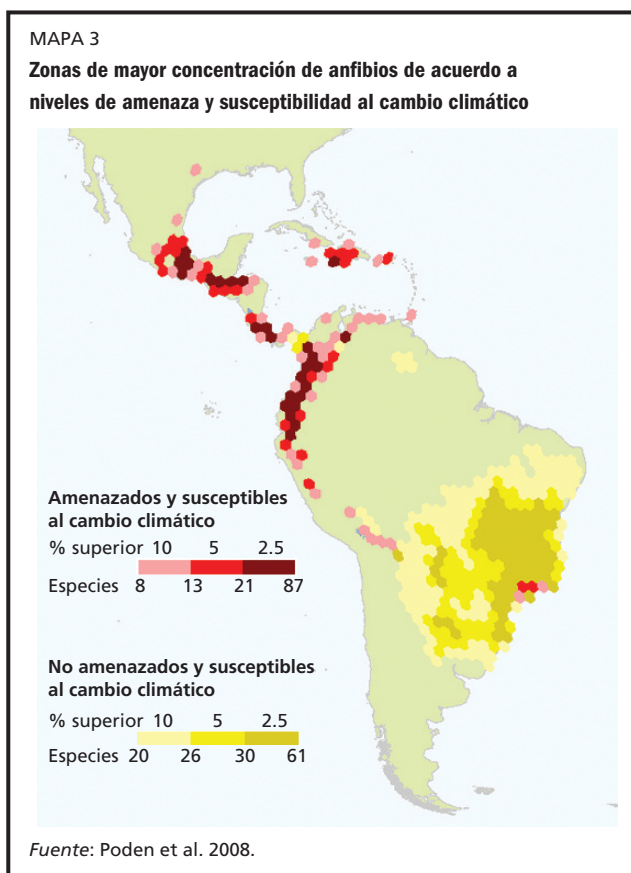 MAPA 3
Zonas de mayor concentración de anfibios de acuerdo a
niveles de amenaza y susceptibilidad al cambio climático
Amenazados y susceptibles
al cambio climático
% superior 10 5 2.5
Especies 8 13 21 87
No amenazados y susceptibles
al cambio climático
% superior 10 5 2.5
Especies 20 26 30 61
Fuente: Poden et al. 2008.